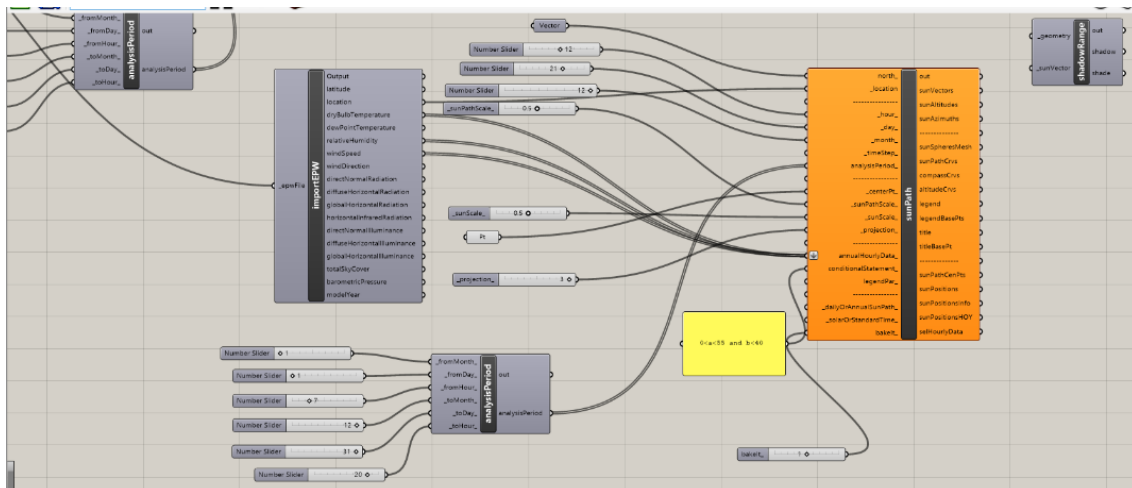 _fromMonth_
_fromDay_
_fromHour_
_toMonth_
_toDay_
_toHour_
analysisPeriod
out
analysisPeriod
_epwFile
importEPW
Output
latitude
location
dryBulbTemperature
dewPointTemperature
relativeHumidity
windSpeed
windDirection
directNormalRadiation
diffuseHorizontalRadiation
globalHorizontalRadiation
horizontalInfraredRadiation
directNormalIlluminance
diffuseHorizontalIlluminance
globalHorizontalIlluminance
totalSkyCover
barometricPressure
modelYear
Vector
Number Slider 12
Number Slider 21
Number Slider 12
_sunPathScale_ 0.5
_sunScale_ 0.5
Pt
_projection_ 3
north_
_location
----------------
_hour_
_day_
_month_
_timeStep_
analysisPeriod_
----------------
_centerPt_
_sunPathScale_
_sunScale_
_projection_
----------------
annualHourlyData_
conditionalStatement_
legendPar_
----------------
_dailyOrAnnualSunPath_
_solarOrStandardTime_
bakeIt_
sunPath
out
sunVectors
sunAltitudes
sunAzimuths
--------------
sunSpheresMesh
sunPathCrvs
compassCrvs
altitudeCrvs
legend
legendBasePts
title
titleBasePt
--------------
sunPathCenPts
sunPositions
sunPositionsInfo
sunPositionsHOY
selHourlyData
_geometry
_sunVector
shadowRange
out
shadow
shade
0<a<55 and b<60
Number Slider 1
Number Slider 1
Number Slider 7
Number Slider 12
Number Slider 31
Number Slider 20
_fromMonth_
_fromDay_
_fromHour_
_toMonth_
_toDay_
_toHour_
analysisPeriod
out
analysisPeriod
bakeIt_ 1